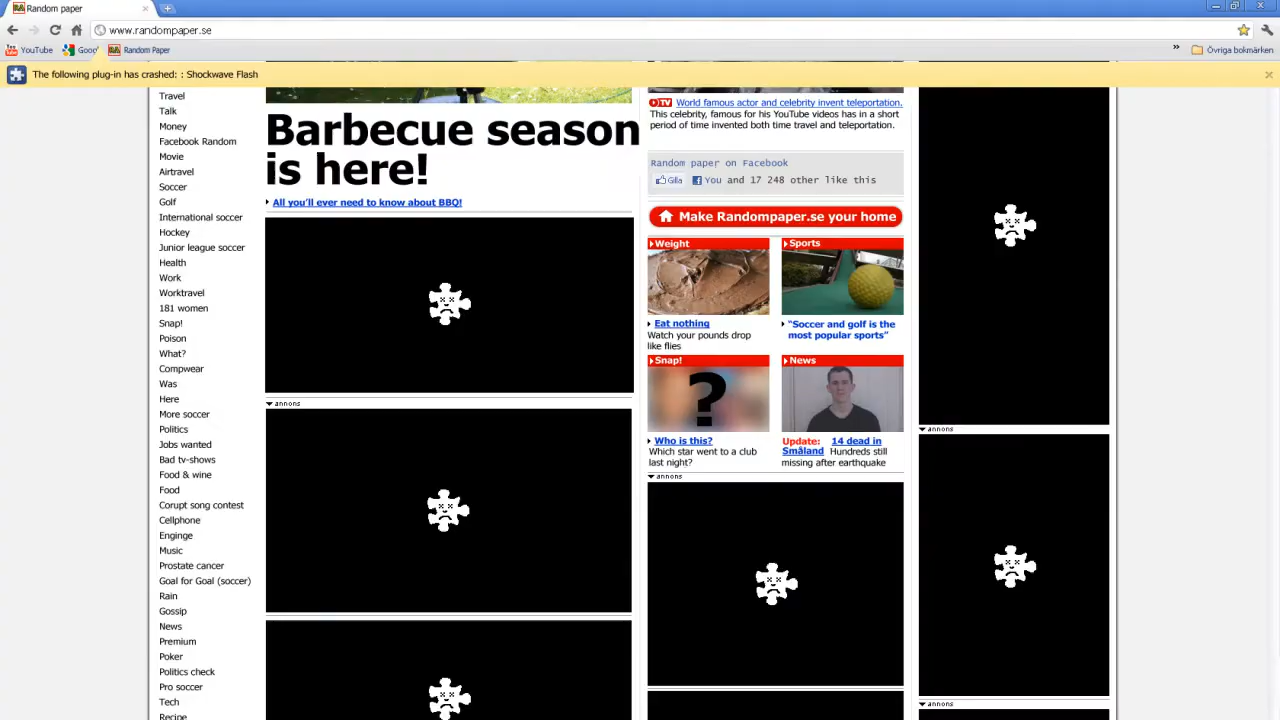 Random paper
www.randompaper.se
YouTube
Goog
Random Paper
»
Övriga bokmärken
The following plug-in has crashed: : Shockwave Flash
Travel
Talk
Money
Facebook Random
Movie
Airtravel
Soccer
Golf
International soccer
Hockey
Junior league soccer
Health
Work
Worktravel
181 women
Snap!
Poison
What?
Compwear
Was
Here
More soccer
Politics
Jobs wanted
Bad tv-shows
Food & wine
Food
Corupt song contest
Cellphone
Enginge
Music
Prostate cancer
Goal for Goal (soccer)
Rain
Gossip
News
Premium
Poker
Politics check
Pro soccer
Tech
Recipe
Barbecue season
is here!
All you'll ever need to know about BBQ!
annons
TV World famous actor and celebrity invent teleportation.
This celebrity, famous for his YouTube videos has in a short
period of time invented both time travel and teleportation.
Random paper on Facebook
Gilla You and 17 248 other like this
Make Randompaper.se your home
Weight
Eat nothing
Watch your pounds drop
like flies
Sports
"Soccer and golf is the
most popular sports"
Snap!
?
Who is this?
Which star went to a club
last night?
News
Update: 14 dead in
Småland Hundreds still
missing after earthquake
annons
annons
annons